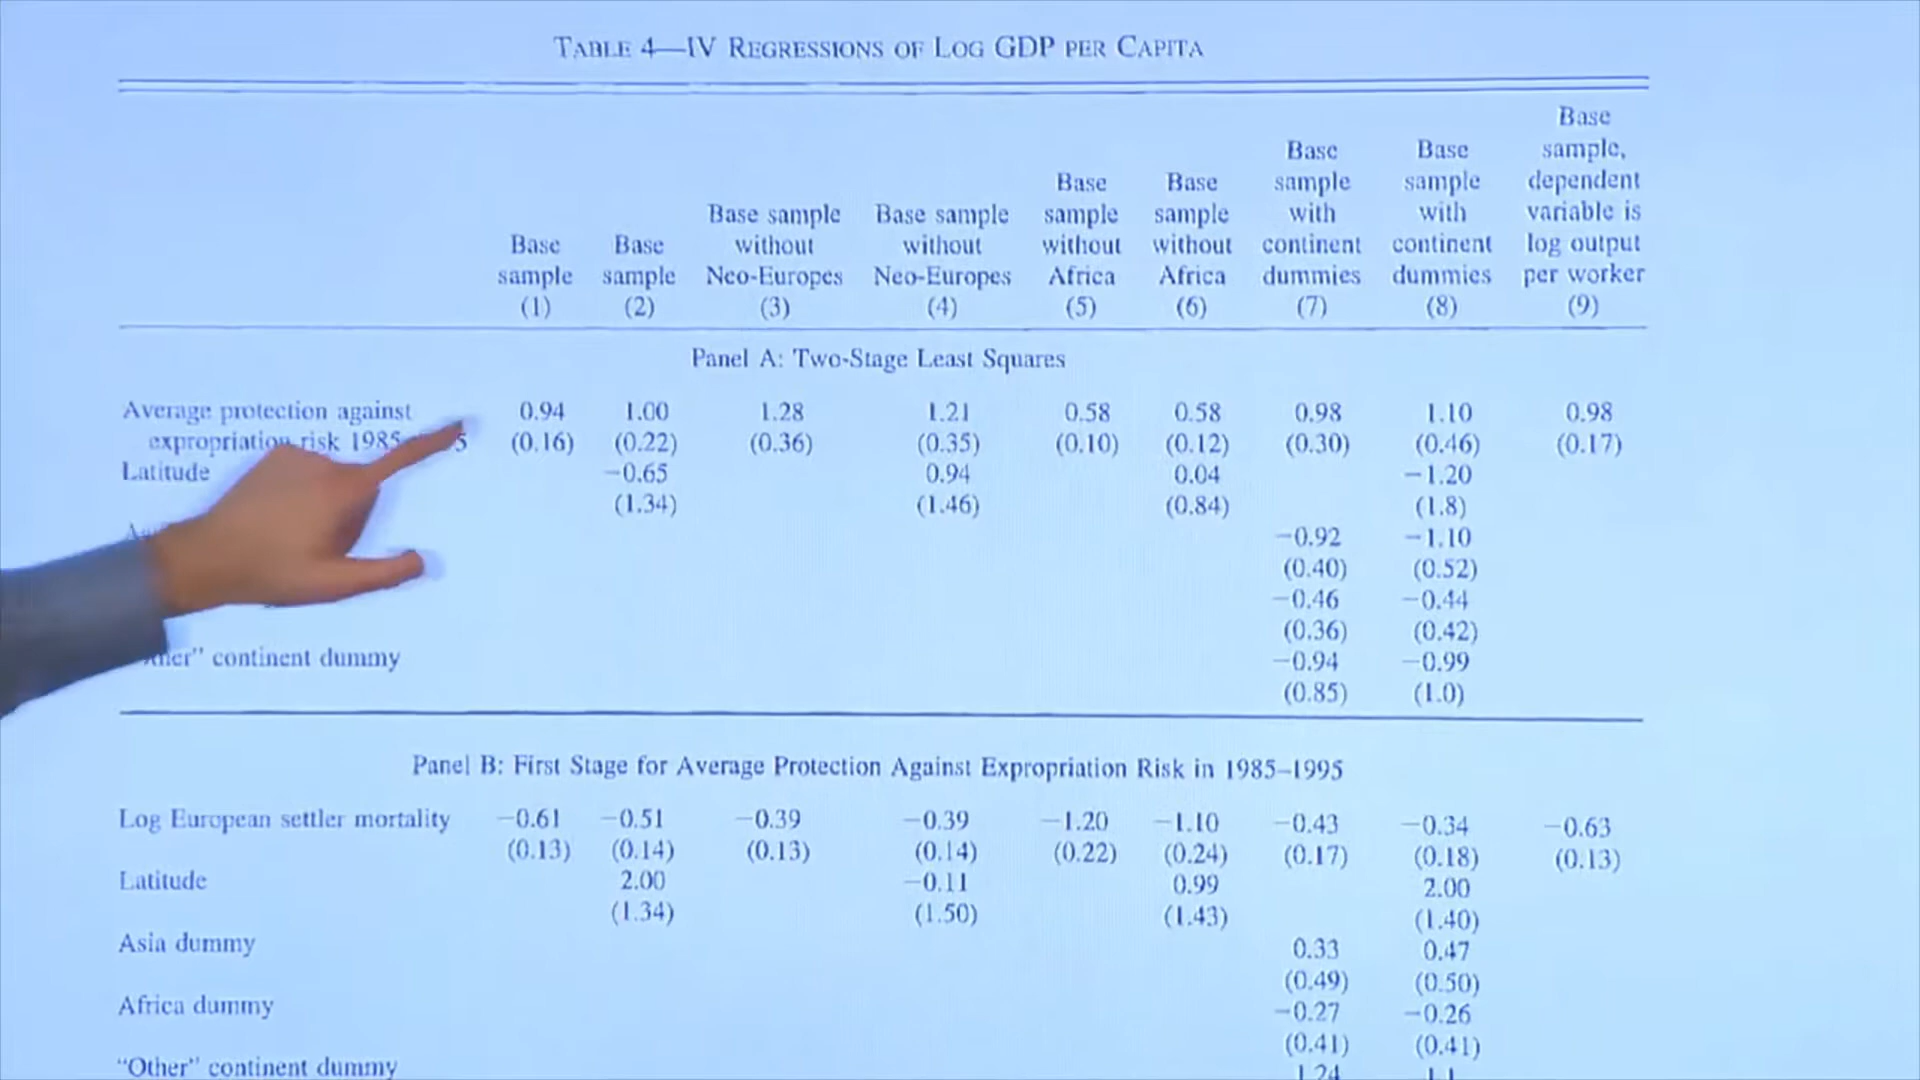 TABLE 4—IV REGRESSIONS OF LOG GDP PER CAPITA
Base sample (1)
Base sample (2)
Base sample without Neo-Europes (3)
Base sample without Neo-Europes (4)
Base sample without Africa (5)
Base sample without Africa (6)
Base sample with continent dummies (7)
Base sample with continent dummies (8)
Base sample, dependent variable is log output per worker (9)
Panel A: Two-Stage Least Squares
Average protection against 0.94 1.00 1.28 1.21 0.58 0.58 0.98 1.10 0.98
expropriation risk 1985 (0.16) (0.22) (0.36) (0.35) (0.10) (0.12) (0.30) (0.46) (0.17)
Latitude −0.65 0.94 0.04 −1.20
(1.34) (1.46) (0.84) (1.8)
−0.92 −1.10
(0.40) (0.52)
−0.46 −0.44
(0.36) (0.42)
continent dummy −0.94 −0.99
(0.85) (1.0)
Panel B: First Stage for Average Protection Against Expropriation Risk in 1985–1995
Log European settler mortality −0.61 −0.51 −0.39 −0.39 −1.20 −1.10 −0.43 −0.34 −0.63
(0.13) (0.14) (0.13) (0.14) (0.22) (0.24) (0.17) (0.18) (0.13)
Latitude 2.00 −0.11 0.99 2.00
(1.34) (1.50) (1.43) (1.40)
Asia dummy 0.33 0.47
(0.49) (0.50)
Africa dummy −0.27 −0.26
(0.41) (0.41)
"Other" continent dummy 1.24